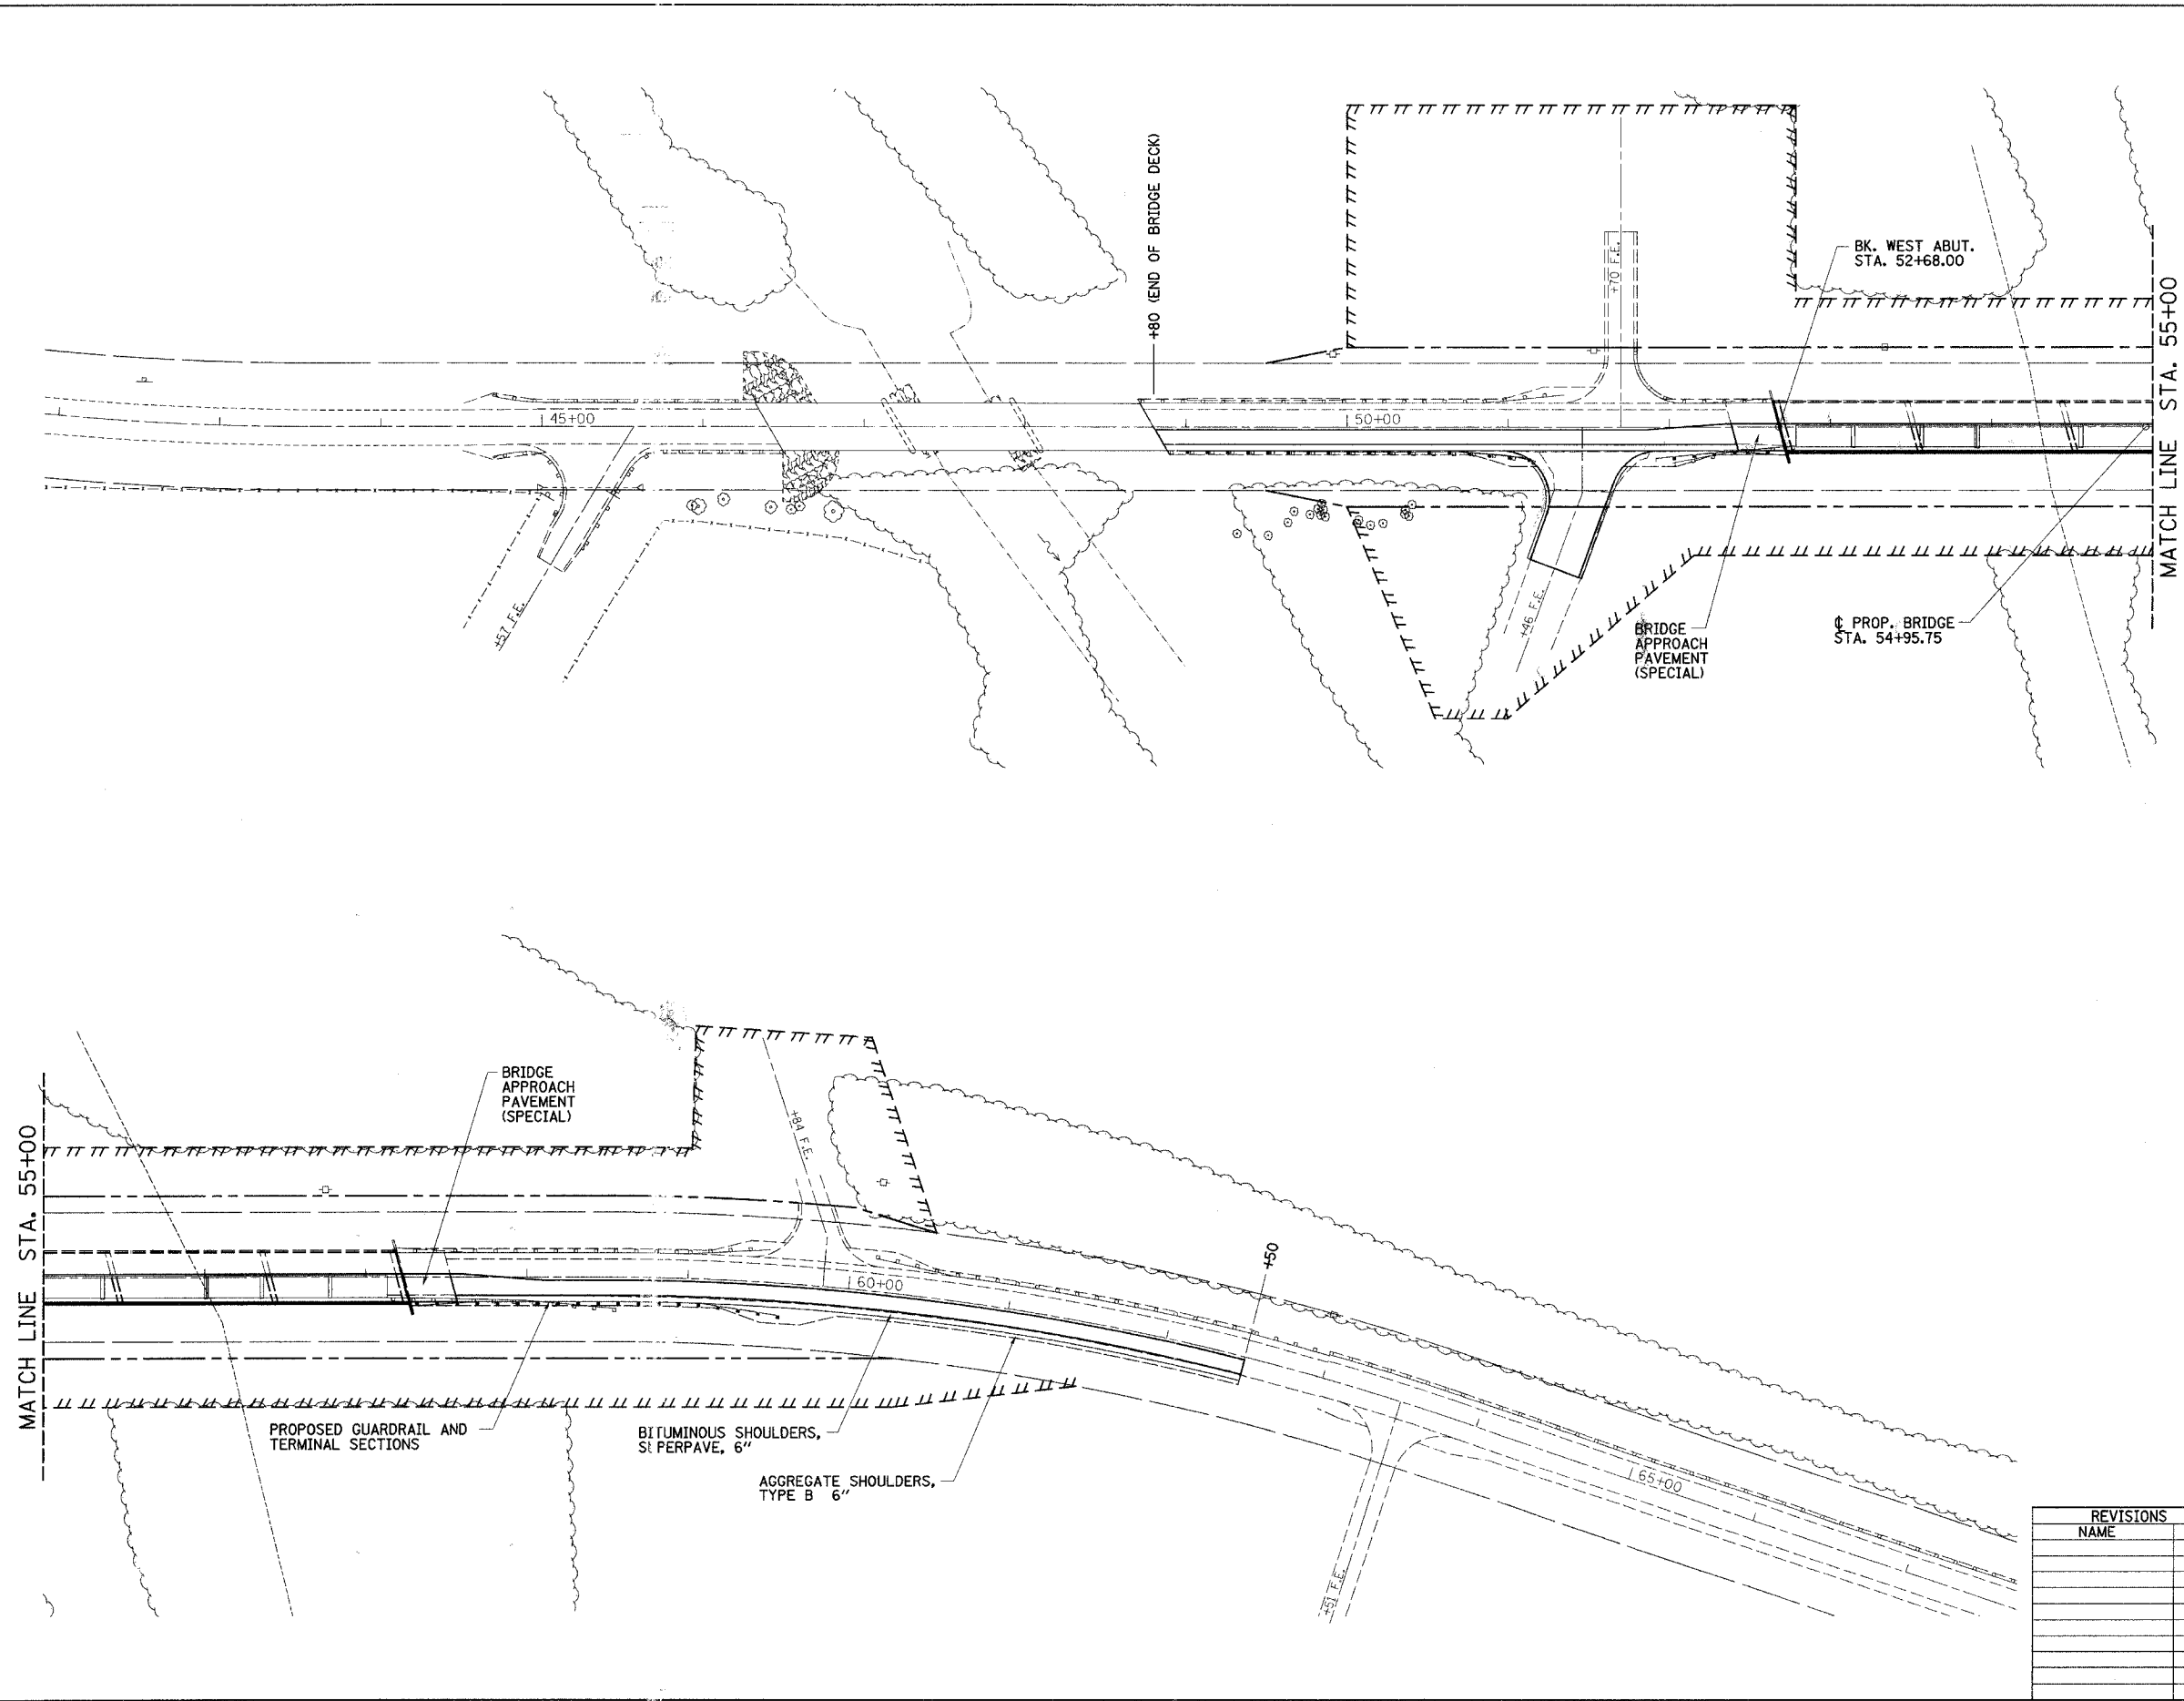 +80 (END OF BRIDGE DECK)
+70 F.E.
BK. WEST ABUT.
STA. 52+68.00
45+00
50+00
MATCH LINE STA. 55+00
+57 F.E.
+46 F.E.
BRIDGE
APPROACH
PAVEMENT
(SPECIAL)
℄ PROP. BRIDGE
STA. 54+95.75
MATCH LINE STA. 55+00
BRIDGE
APPROACH
PAVEMENT
(SPECIAL)
+84 F.E.
60+00
+50
PROPOSED GUARDRAIL AND
TERMINAL SECTIONS
BITUMINOUS SHOULDERS,
SUPERPAVE, 6"
AGGREGATE SHOULDERS,
TYPE B 6"
65+00
+51 F.E.
REVISIONS
NAME